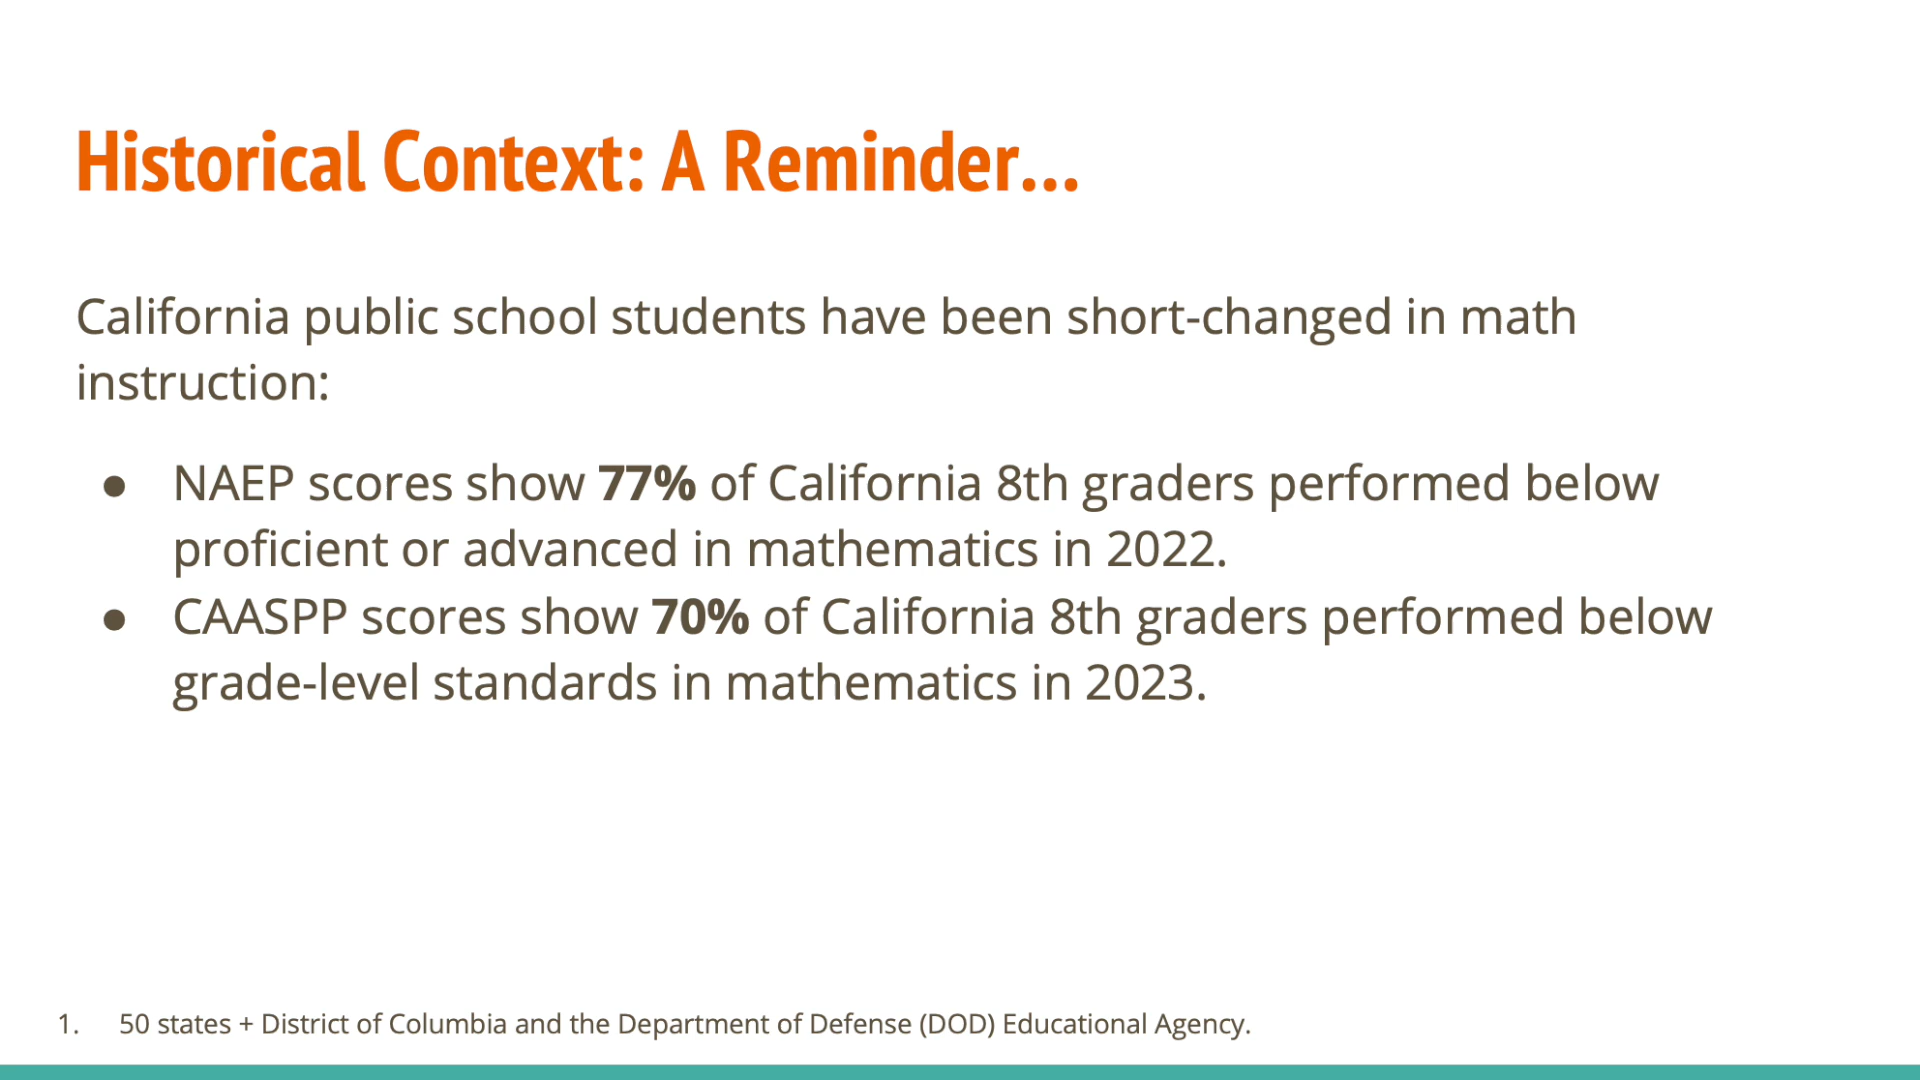 Historical Context: A Reminder...
California public school students have been short-changed in math
instruction:
● NAEP scores show 77% of California 8th graders performed below
proficient or advanced in mathematics in 2022.
● CAASPP scores show 70% of California 8th graders performed below
grade-level standards in mathematics in 2023.
1. 50 states + District of Columbia and the Department of Defense (DOD) Educational Agency.